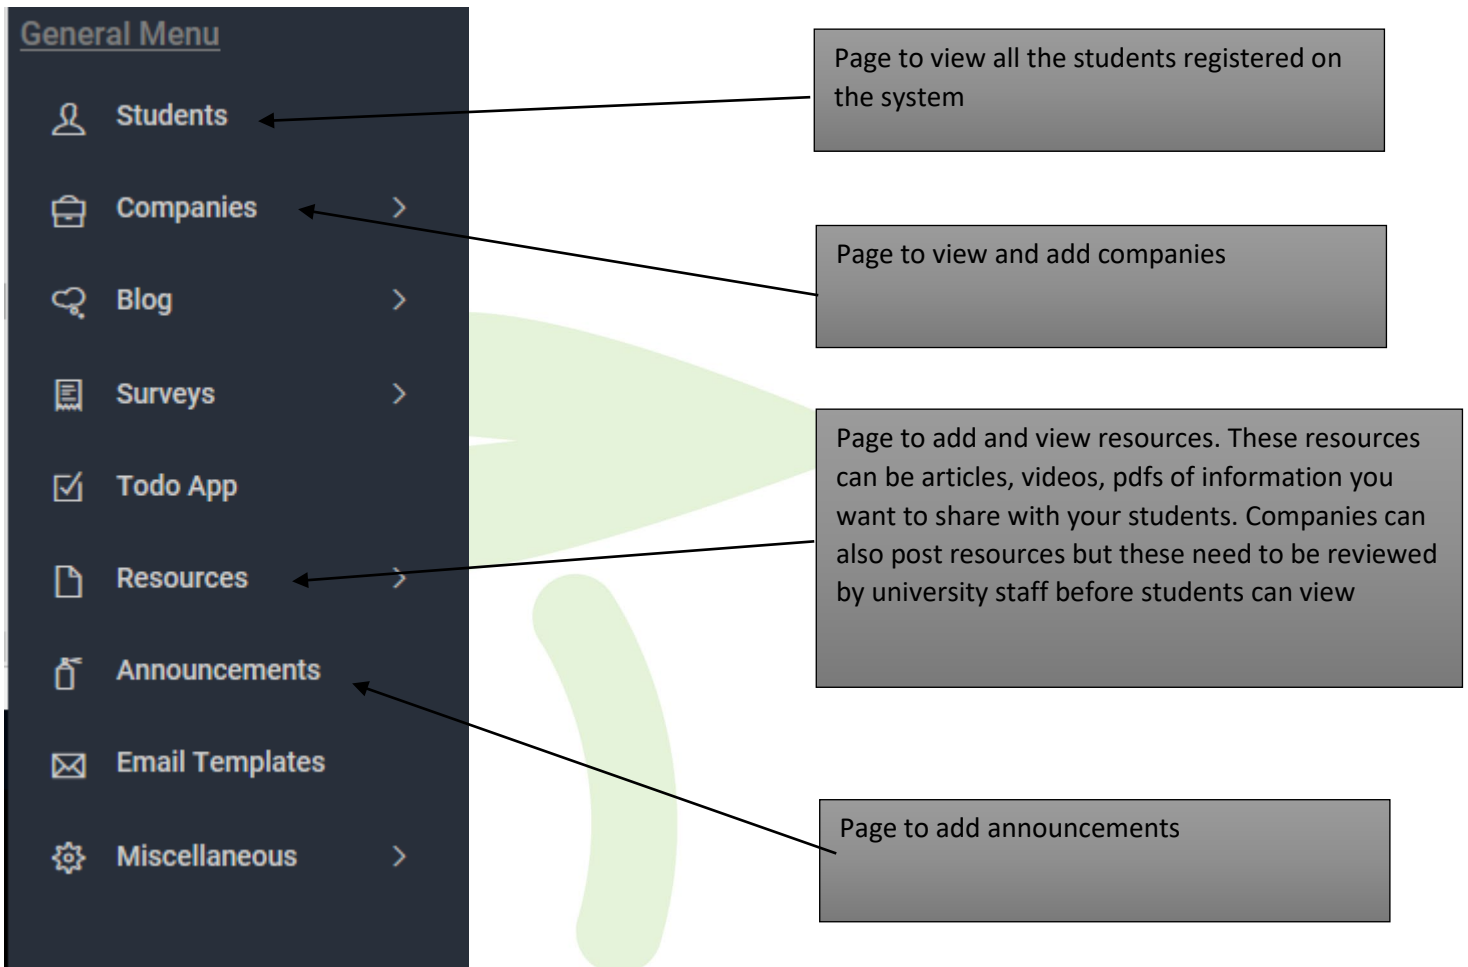 General Menu
Students
Companies
Blog
Surveys
Todo App
Resources
Announcements
Email Templates
Miscellaneous
Page to view all the students registered on
the system
Page to view and add companies
Page to add and view resources. These resources
can be articles, videos, pdfs of information you
want to share with your students. Companies can
also post resources but these need to be reviewed
by university staff before students can view
Page to add announcements